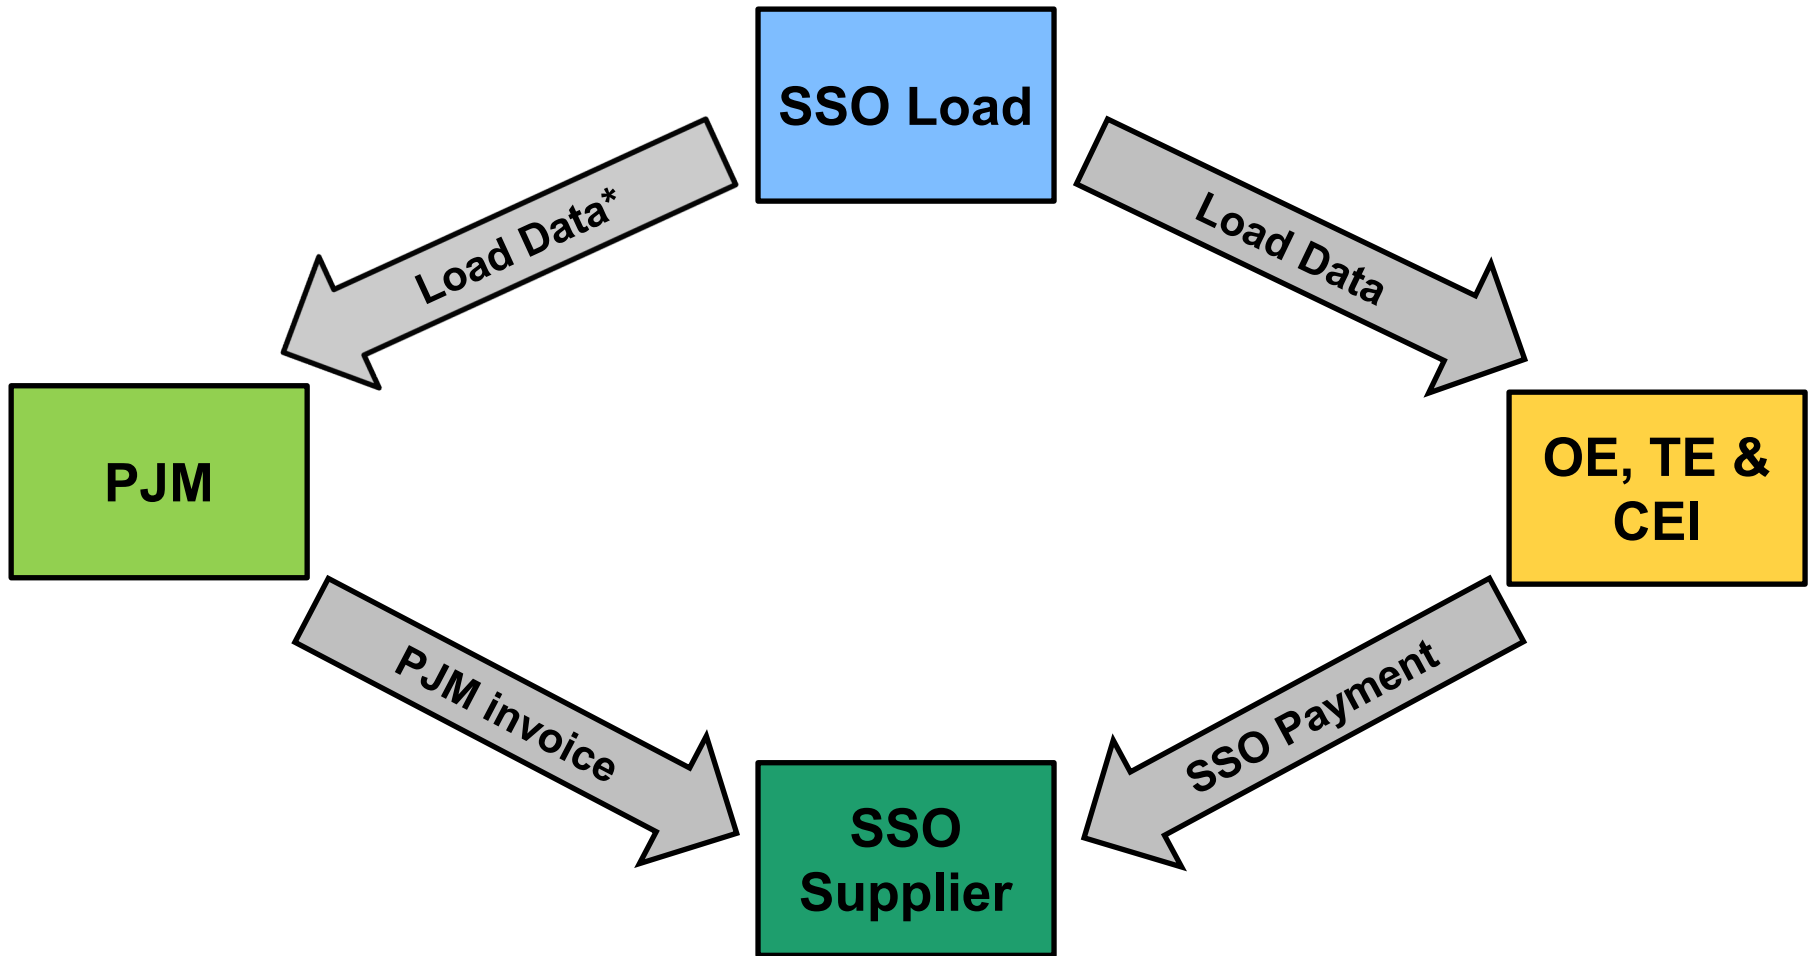 SSO Load
Load Data*
Load Data
PJM
OE, TE &
CEI
PJM invoice
SSO Payment
SSO
Supplier